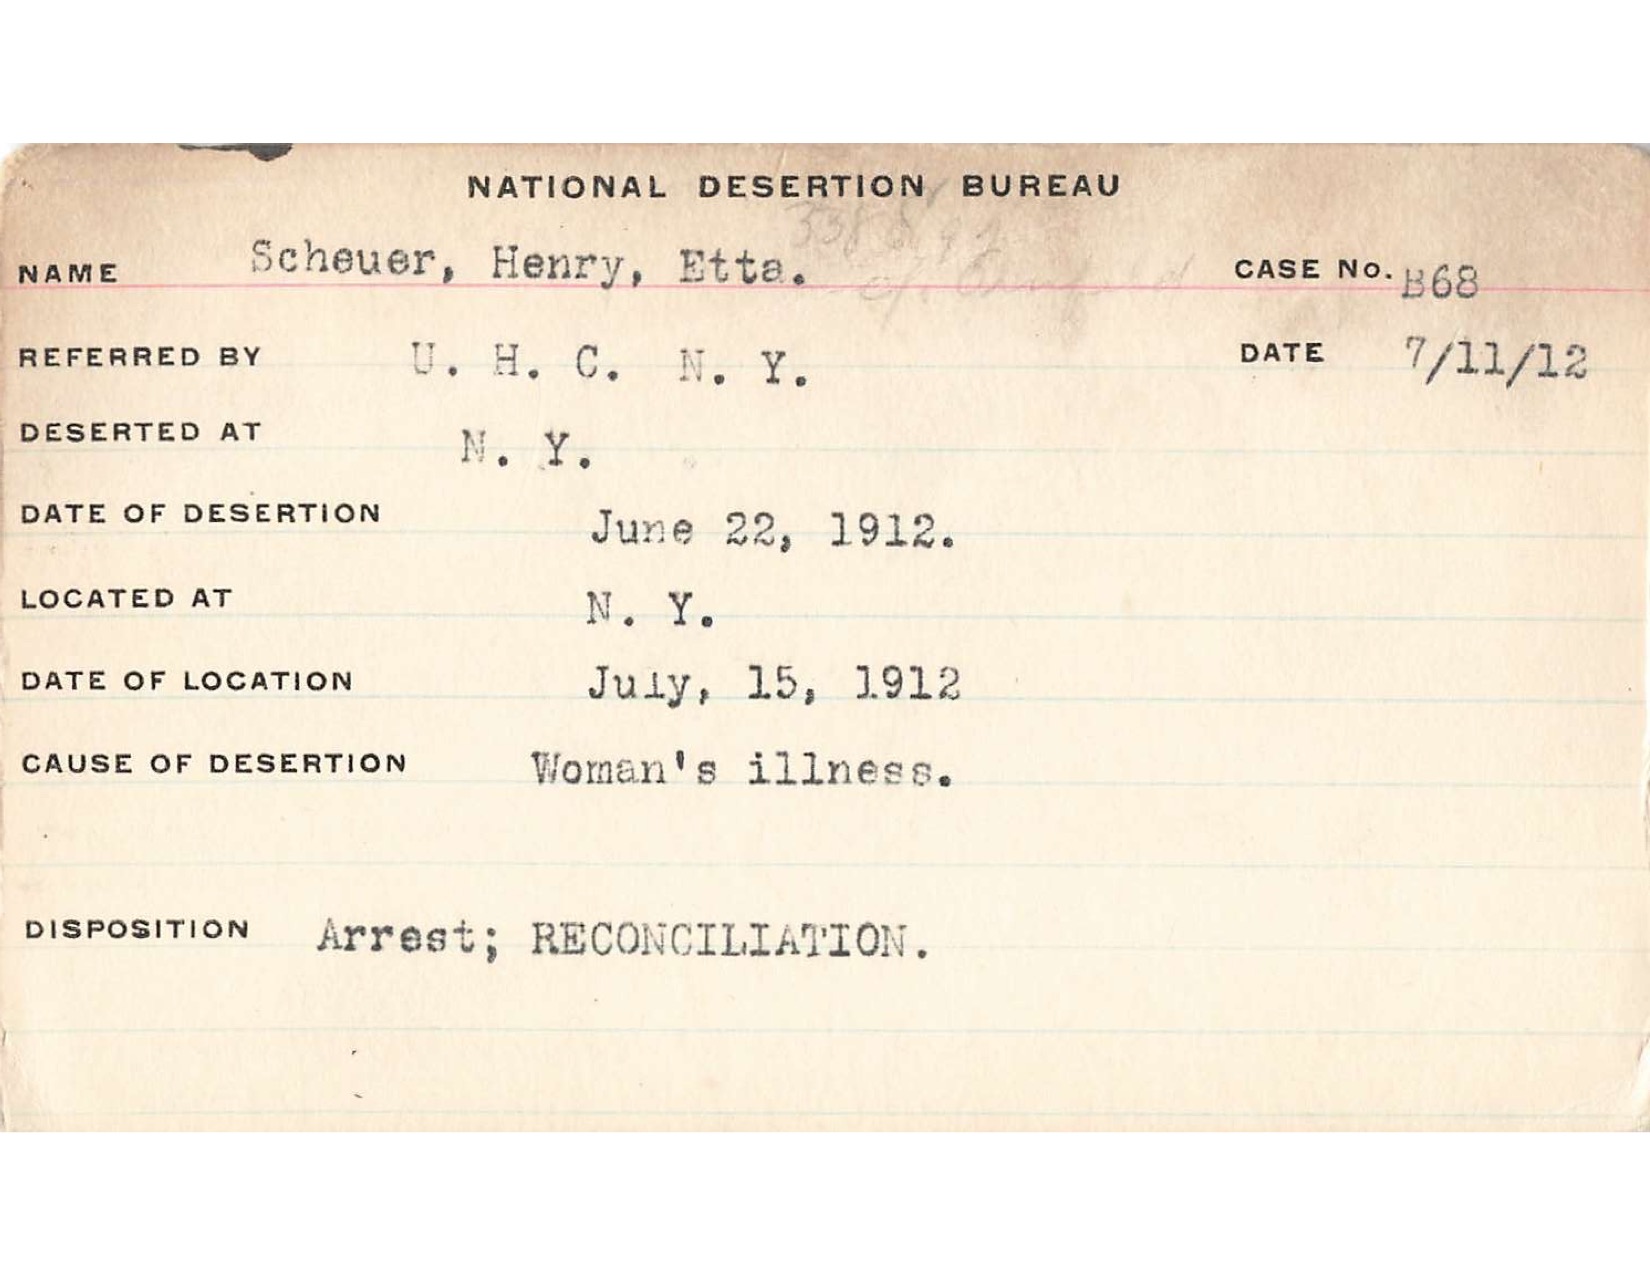 NATIONAL DESERTION BUREAU
NAME Scheuer, Henry, Etta. CASE No. B68
REFERRED BY U. H. C. N. Y. DATE 7/11/12
DESERTED AT N. Y.
DATE OF DESERTION June 22, 1912.
LOCATED AT N. Y.
DATE OF LOCATION July, 15, 1912
CAUSE OF DESERTION Woman's illness.
DISPOSITION Arrest; RECONCILIATION.